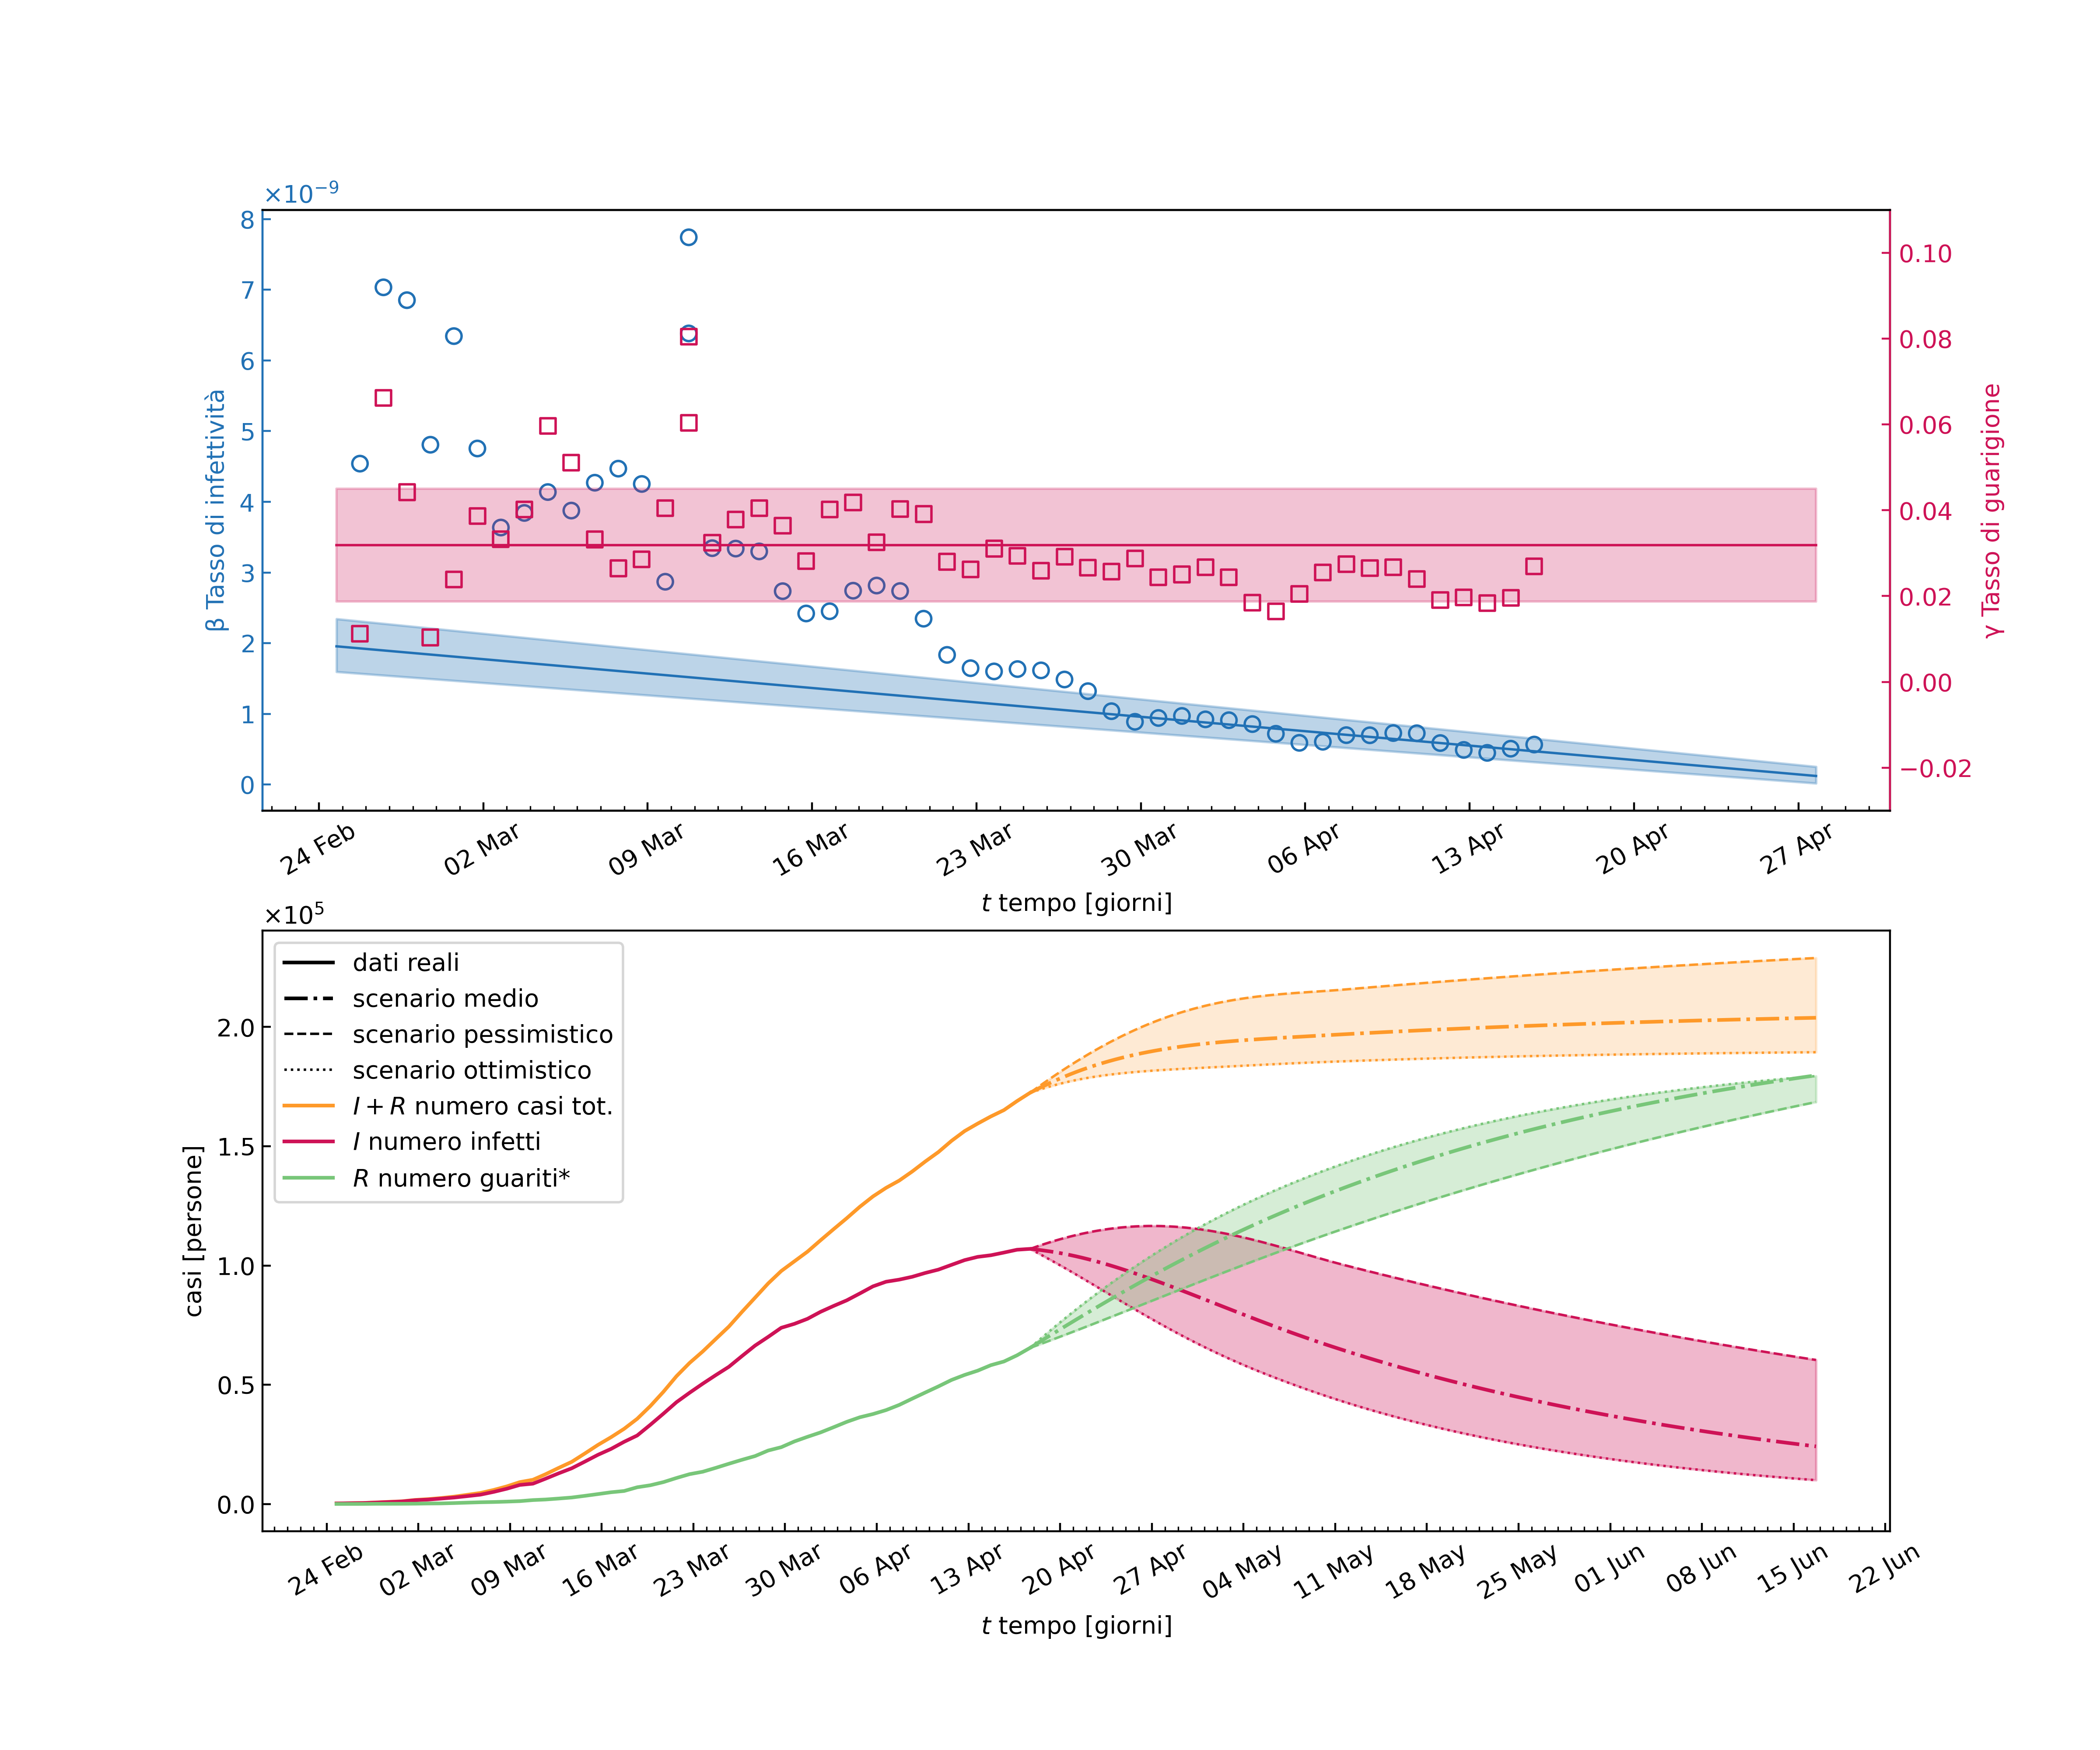 ×10⁻⁹
8
7
6
5
4
3
2
1
0
β Tasso di infettività
0.10
0.08
0.06
0.04
0.02
0.00
−0.02
γ Tasso di guarigione
24 Feb
02 Mar
09 Mar
16 Mar
23 Mar
30 Mar
06 Apr
13 Apr
20 Apr
27 Apr
t tempo [giorni]
×10⁵
dati reali
scenario medio
scenario pessimistico
scenario ottimistico
I + R numero casi tot.
I numero infetti
R numero guariti*
2.0
1.5
1.0
0.5
0.0
casi [persone]
24 Feb
02 Mar
09 Mar
16 Mar
23 Mar
30 Mar
06 Apr
13 Apr
20 Apr
27 Apr
04 May
11 May
18 May
25 May
01 Jun
08 Jun
15 Jun
22 Jun
t tempo [giorni]